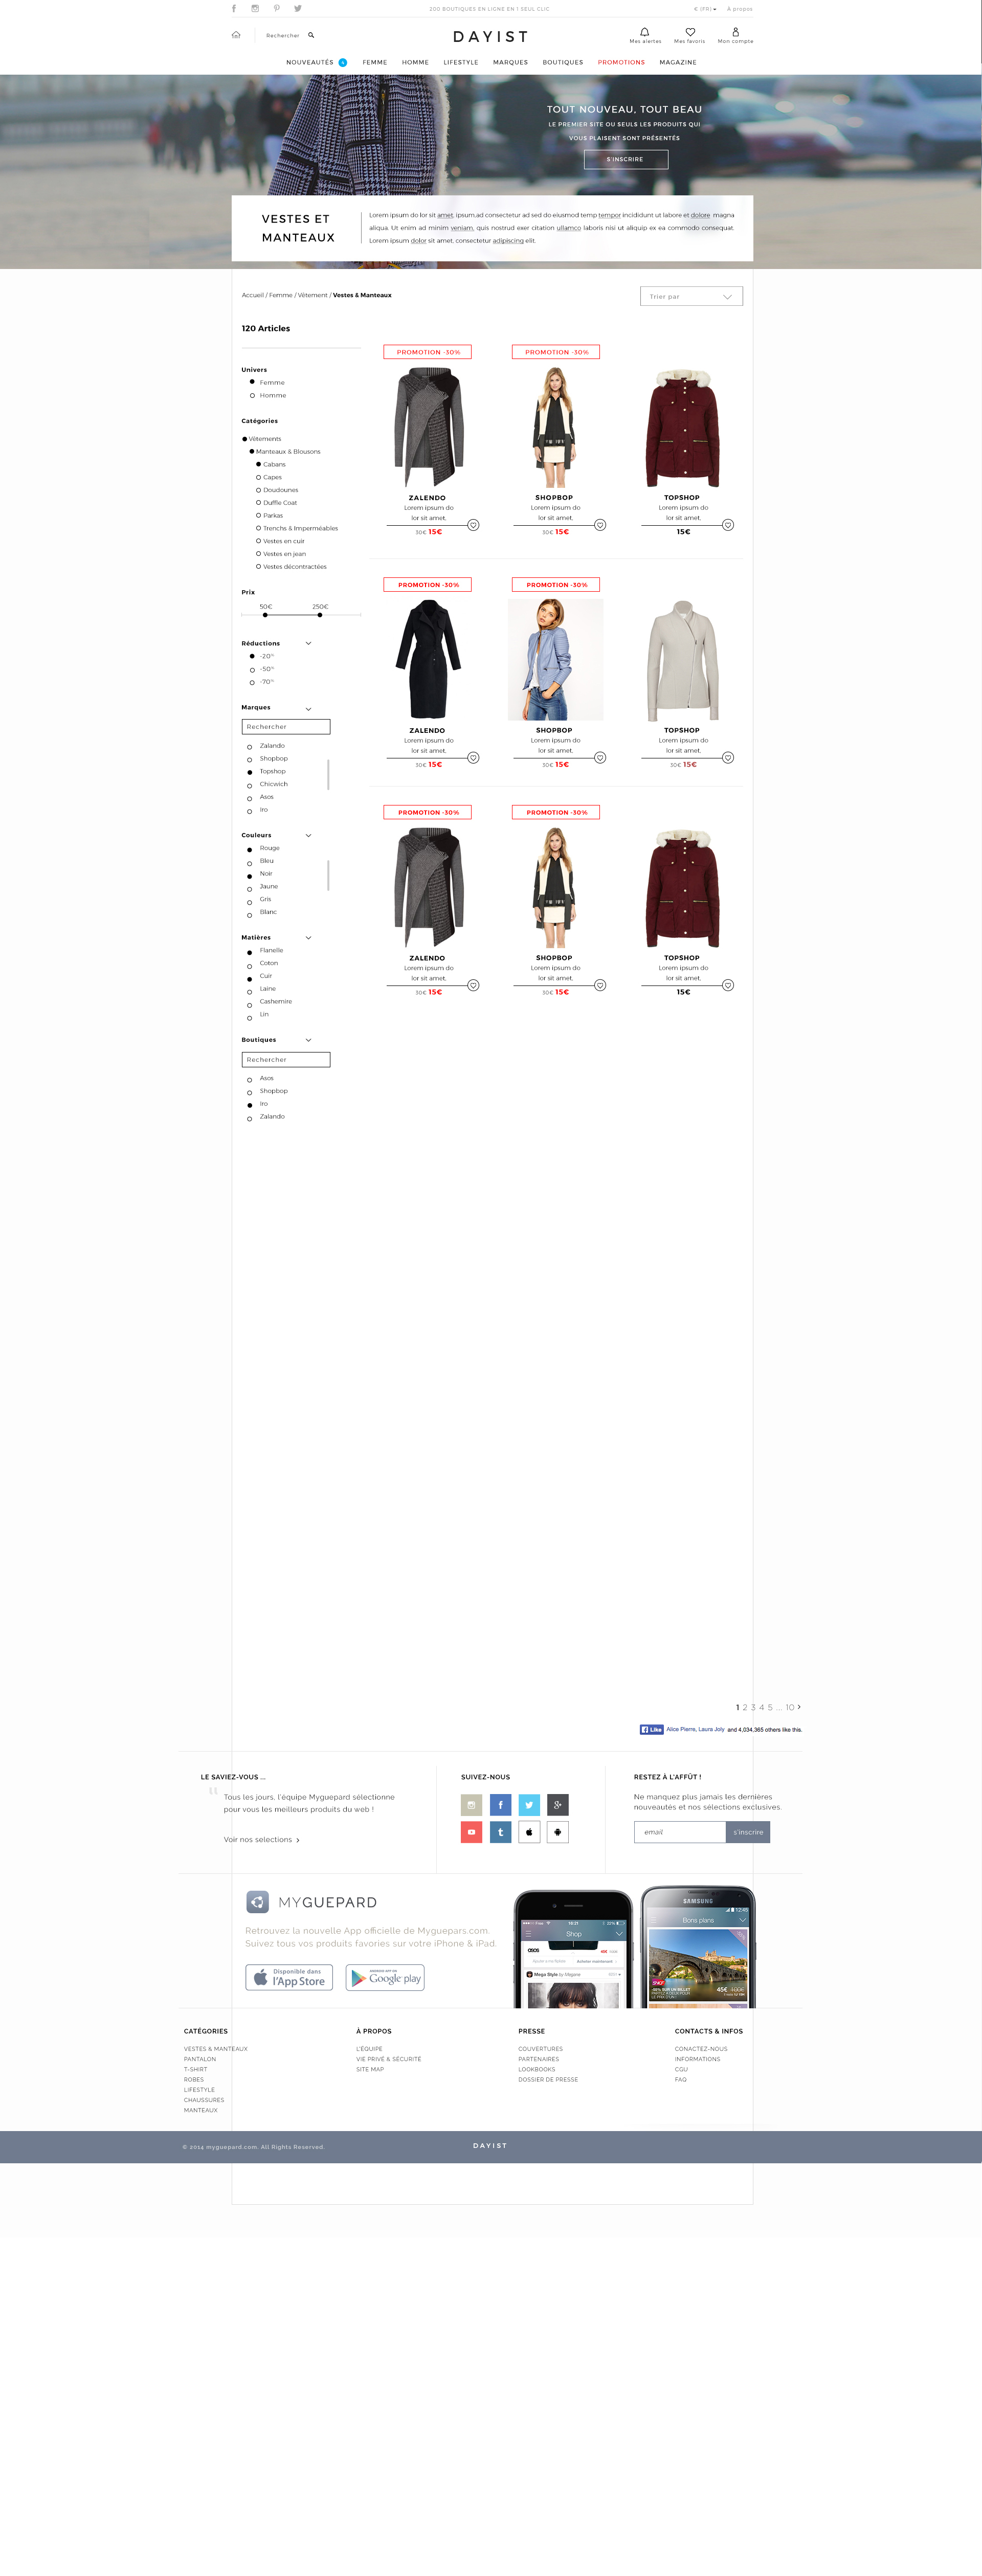 200 BOUTIQUES EN LIGNE EN 1 SEUL CLIC
€ (FR)
À propos
Rechercher
DAYIST
Mes alertes
Mes favoris
Mon compte
NOUVEAUTÉS
FEMME
HOMME
LIFESTYLE
MARQUES
BOUTIQUES
PROMOTIONS
MAGAZINE
TOUT NOUVEAU, TOUT BEAU
LE PREMIER SITE OU SEULS LES PRODUITS QUI
VOUS PLAISENT SONT PRÉSENTÉS
S'INSCRIRE
VESTES ET
MANTEAUX
Lorem ipsum do lor sit amet, ipsum,ad consectetur ad sed do eiusmod temp tempor incididunt ut labore et dolore magna
aliqua. Ut enim ad minim veniam, quis nostrud exer citation ullamco laboris nisi ut aliquip ex ea commodo consequat.
Lorem ipsum dolor sit amet, consectetur adipiscing elit.
Accueil / Femme / Vêtement / Vestes & Manteaux
Trier par
120 Articles
Univers
Femme
Homme
Catégories
Vêtements
Manteaux & Blousons
Cabans
Capes
Doudounes
Duffle Coat
Parkas
Trenchs & Imperméables
Vestes en cuir
Vestes en jean
Vestes décontractées
Prix
50€
250€
Réductions
-20%
-50%
-70%
Marques
Rechercher
Zalando
Shopbop
Topshop
Chicwich
Asos
Iro
Couleurs
Rouge
Bleu
Noir
Jaune
Gris
Blanc
Matières
Flanelle
Coton
Cuir
Laine
Cashemire
Lin
Boutiques
Rechercher
Asos
Shopbop
Iro
Zalando
PROMOTION -30%
PROMOTION -30%
ZALENDO
Lorem ipsum do
lor sit amet,
30€ 15€
SHOPBOP
Lorem ipsum do
lor sit amet,
30€ 15€
TOPSHOP
Lorem ipsum do
lor sit amet,
15€
PROMOTION -30%
PROMOTION -30%
ZALENDO
Lorem ipsum do
lor sit amet,
30€ 15€
SHOPBOP
Lorem ipsum do
lor sit amet,
30€ 15€
TOPSHOP
Lorem ipsum do
lor sit amet,
30€ 15€
PROMOTION -30%
PROMOTION -30%
ZALENDO
Lorem ipsum do
lor sit amet,
30€ 15€
SHOPBOP
Lorem ipsum do
lor sit amet,
30€ 15€
TOPSHOP
Lorem ipsum do
lor sit amet,
15€
1 2 3 4 5 ... 10 >
Like Alice Pierre, Laura Joly and 4,034,365 others like this.
LE SAVIEZ-VOUS ...
Tous les jours, l'équipe Myguepard sélectionne
pour vous les meilleurs produits du web !
Voir nos selections >
SUIVEZ-NOUS
RESTEZ À L'AFFÛT !
Ne manquez plus jamais les dernières
nouveautés et nos sélections exclusives.
email
s'inscrire
MYGUEPARD
Retrouvez la nouvelle App officielle de Myguepars.com.
Suivez tous vos produits favories sur votre iPhone & iPad.
Disponible dans
l'App Store
Google play
Shop
asos
Mega Style by Allegane
SAMSUNG
12:45
Bons plans
45€
CATÉGORIES
VESTES & MANTEAUX
PANTALON
T-SHIRT
ROBES
LIFESTYLE
CHAUSSURES
MANTEAUX
À PROPOS
L'ÉQUIPE
VIE PRIVÉ & SÉCURITÉ
SITE MAP
PRESSE
COUVERTURES
PARTENAIRES
LOOKBOOKS
DOSSIER DE PRESSE
CONTACTS & INFOS
CONACTEZ-NOUS
INFORMATIONS
CGU
FAQ
© 2014 myguepard.com. All Rights Reserved.
DAYIST